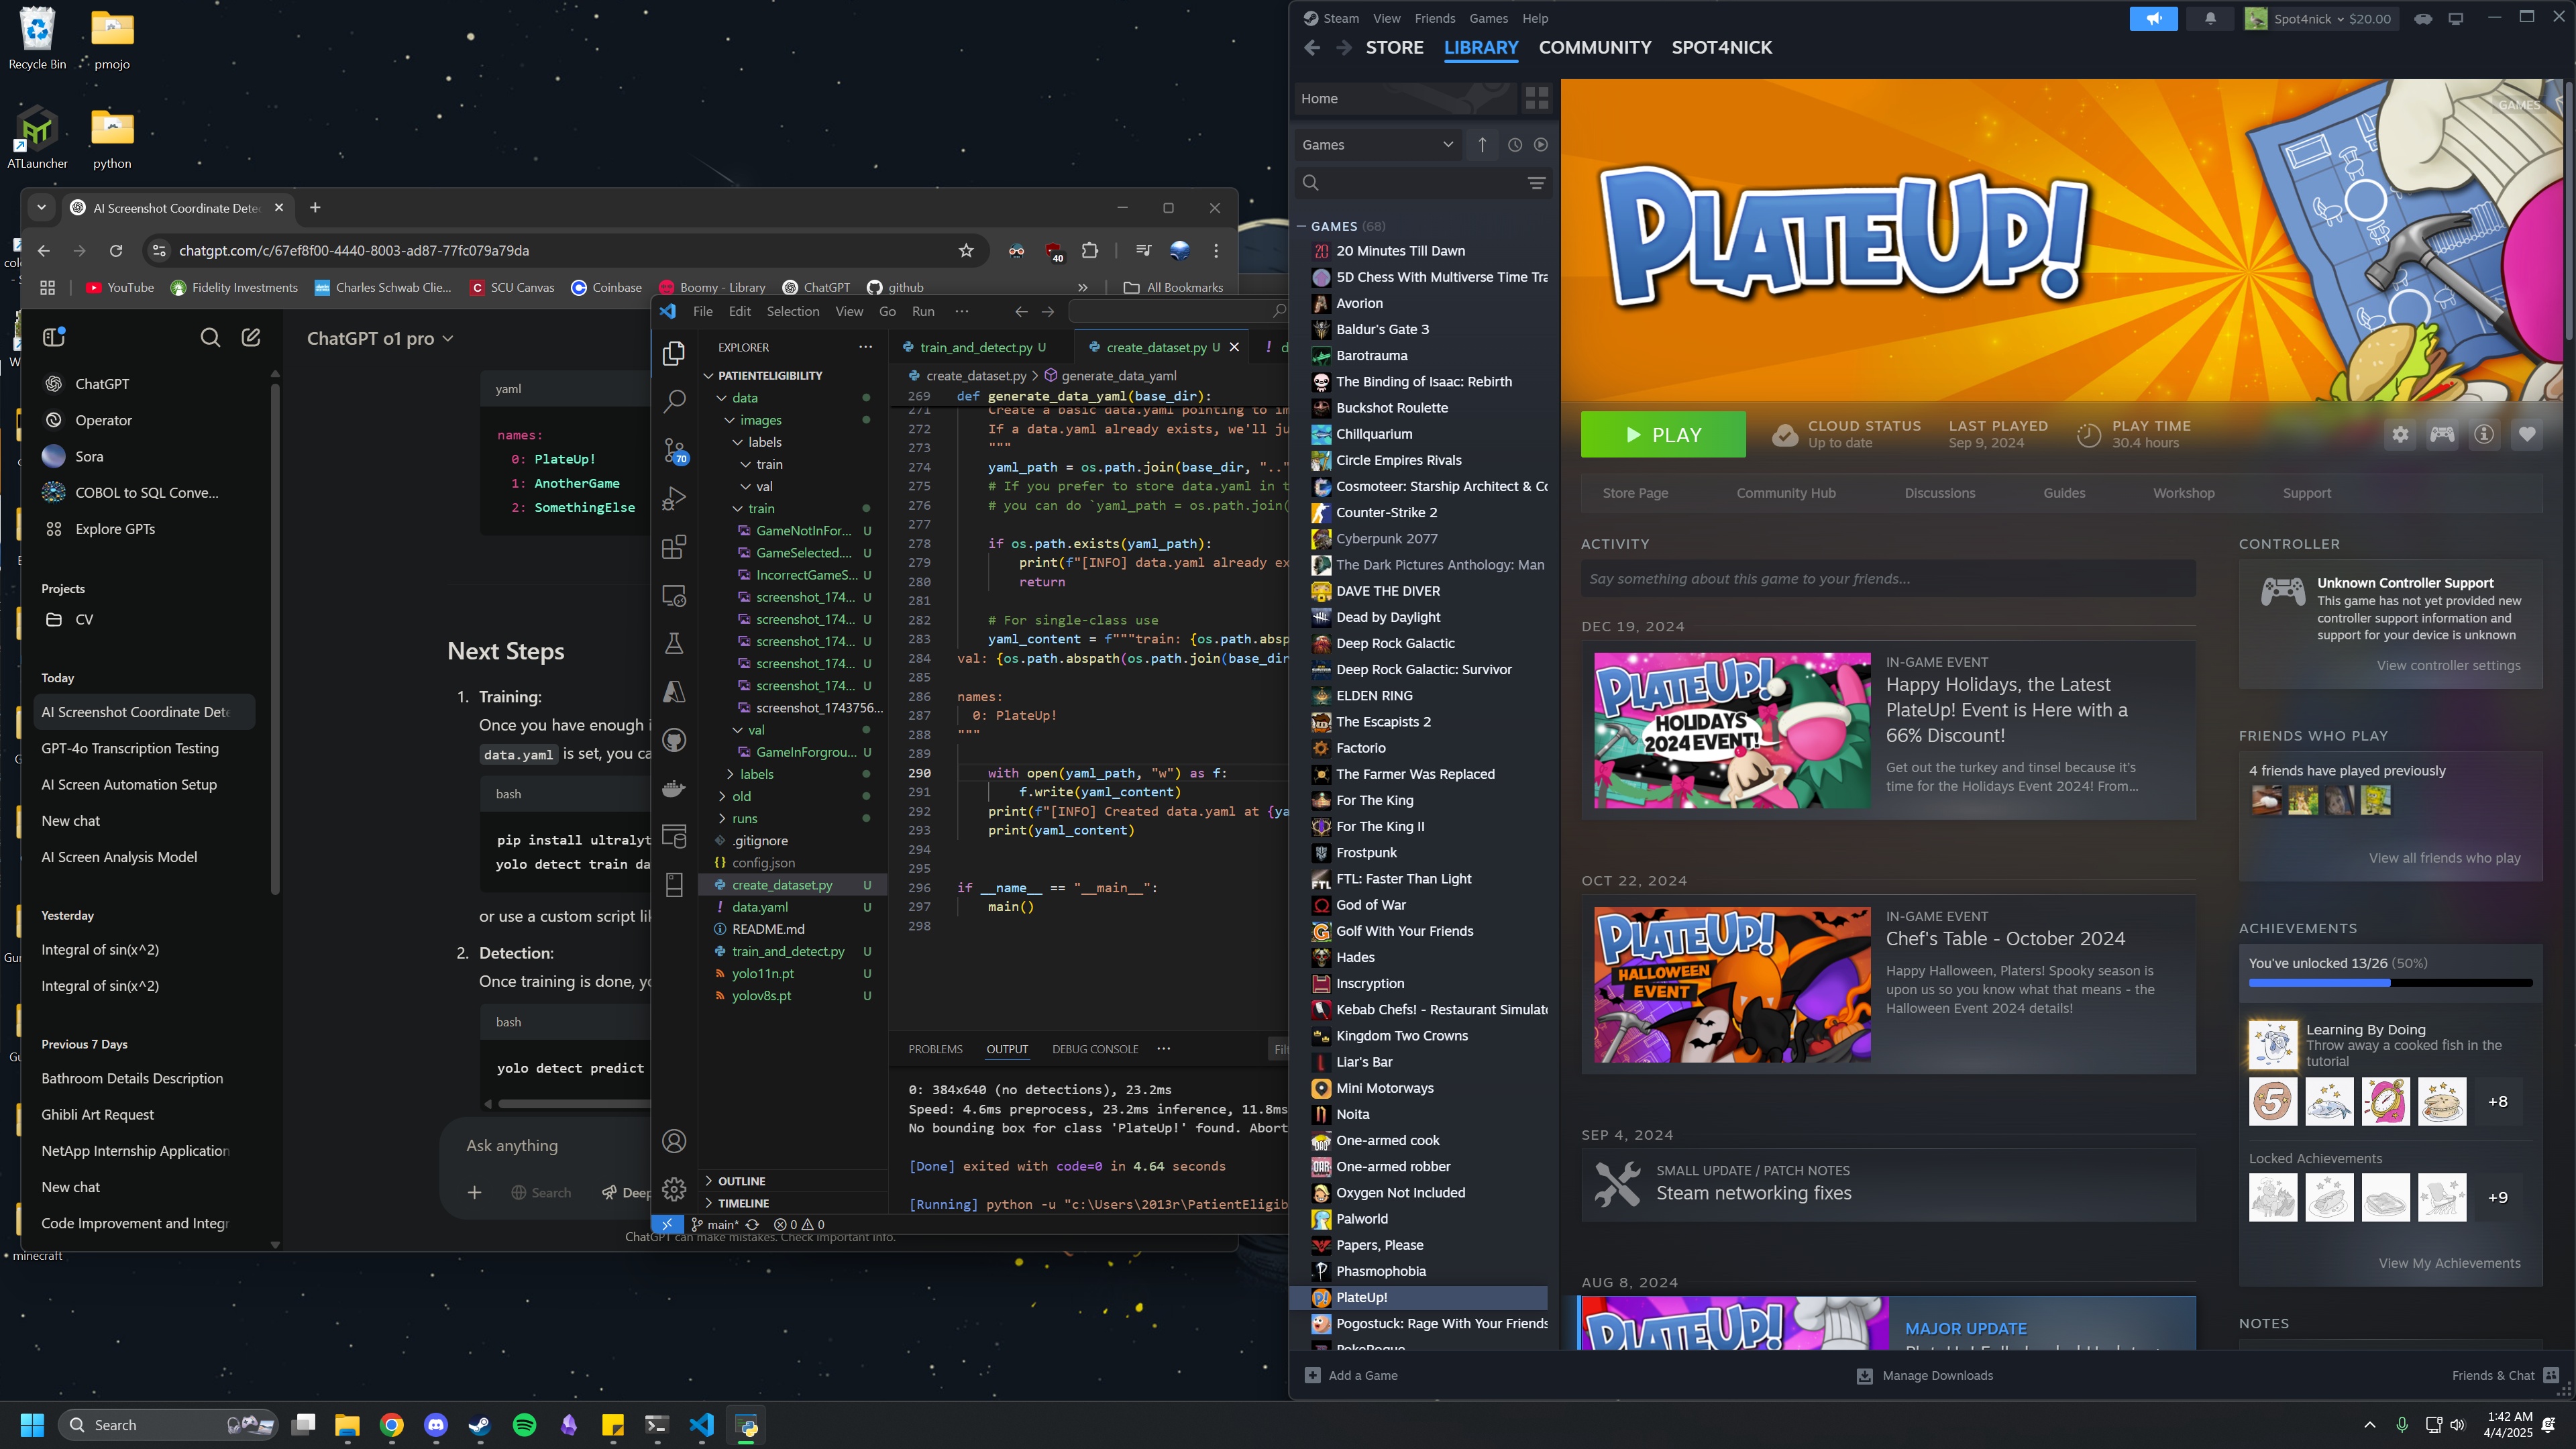 Recycle Bin
pmojo
ATLauncher
python
minecraft
AI Screenshot Coordinate Dete
chatgpt.com/c/67ef8f00-4440-8003-ad87-77fc079a79da
40
YouTube
Fidelity Investments
Charles Schwab Clie...
SCU Canvas
Coinbase
Boomy - Library
ChatGPT
github
»
All Bookmarks
ChatGPT o1 pro
ChatGPT
Operator
Sora
COBOL to SQL Conve...
Explore GPTs
Projects
CV
Today
AI Screenshot Coordinate Dete
GPT-4o Transcription Testing
AI Screen Automation Setup
New chat
AI Screen Analysis Model
Yesterday
Integral of sin(x^2)
Integral of sin(x^2)
Previous 7 Days
Bathroom Details Description
Ghibli Art Request
NetApp Internship Application
New chat
Code Improvement and Integr
yaml
names:
0: PlateUp!
1: AnotherGame
2: SomethingElse
Next Steps
1. Training:
Once you have enough i
data.yaml is set, you ca
bash
pip install ultralyt
yolo detect train da
or use a custom script lik
2. Detection:
Once training is done, yo
bash
yolo detect predict
Ask anything
Search
Deep
ChatGPT can make mistakes. Check important info.
File Edit Selection View Go Run ...
EXPLORER
PATIENTELIGIBILITY
data
images
labels
train
val
train
GameNotInFor... U
GameSelected.... U
IncorrectGameS... U
screenshot_174... U
screenshot_174... U
screenshot_174... U
screenshot_174... U
screenshot_174... U
screenshot_1743756...
val
GameInForgrou... U
labels
old
runs
.gitignore
config.json
create_dataset.py U
data.yaml U
README.md
train_and_detect.py U
yolo11n.pt U
yolov8s.pt U
OUTLINE
TIMELINE
70
train_and_detect.py U
create_dataset.py U
! d
create_dataset.py > generate_data_yaml
269 def generate_data_yaml(base_dir):
271 Create a basic data.yaml pointing to im
272 If a data.yaml already exists, we'll ju
273 """
274 yaml_path = os.path.join(base_dir, ".."
275 # If you prefer to store data.yaml in t
276 # you can do `yaml_path = os.path.join(
277
278 if os.path.exists(yaml_path):
279 print(f"[INFO] data.yaml already ex
280 return
281
282 # For single-class use
283 yaml_content = f"""train: {os.path.absp
284 val: {os.path.abspath(os.path.join(base_dir
285
286 names:
287 0: PlateUp!
288 """
289
290 with open(yaml_path, "w") as f:
291 f.write(yaml_content)
292 print(f"[INFO] Created data.yaml at {ya
293 print(yaml_content)
294
295
296 if __name__ == "__main__":
297 main()
298
PROBLEMS OUTPUT DEBUG CONSOLE ...
0: 384x640 (no detections), 23.2ms
Speed: 4.6ms preprocess, 23.2ms inference, 11.8ms
No bounding box for class 'PlateUp!' found. Abort
[Done] exited with code=0 in 4.64 seconds
[Running] python -u "c:\Users\2013r\PatientEligib
main* 0 0
Steam View Friends Games Help
Spot4nick $20.00
STORE LIBRARY COMMUNITY SPOT4NICK
Home
Games
GAMES (68)
20 Minutes Till Dawn
5D Chess With Multiverse Time Tra
Avorion
Baldur's Gate 3
Barotrauma
The Binding of Isaac: Rebirth
Buckshot Roulette
Chillquarium
Circle Empires Rivals
Cosmoteer: Starship Architect & Co
Counter-Strike 2
Cyberpunk 2077
The Dark Pictures Anthology: Man
DAVE THE DIVER
Dead by Daylight
Deep Rock Galactic
Deep Rock Galactic: Survivor
ELDEN RING
The Escapists 2
Factorio
The Farmer Was Replaced
For The King
For The King II
Frostpunk
FTL: Faster Than Light
God of War
Golf With Your Friends
Hades
Inscryption
Kebab Chefs! - Restaurant Simulato
Kingdom Two Crowns
Liar's Bar
Mini Motorways
Noita
One-armed cook
One-armed robber
Oxygen Not Included
Palworld
Papers, Please
Phasmophobia
PlateUp!
Pogostuck: Rage With Your Friends
Add a Game
PLATEUP!
GAMES
PLAY
CLOUD STATUS
Up to date
LAST PLAYED
Sep 9, 2024
PLAY TIME
30.4 hours
Store Page Community Hub Discussions Guides Workshop Support
ACTIVITY
Say something about this game to your friends...
DEC 19, 2024
PLATEUP!
HOLIDAYS
2024 EVENT!
IN-GAME EVENT
Happy Holidays, the Latest
PlateUp! Event is Here with a
66% Discount!
Get out the turkey and tinsel because it's
time for the Holidays Event 2024! From...
OCT 22, 2024
PLATEUP!
HALLOWEEN
EVENT
IN-GAME EVENT
Chef's Table - October 2024
Happy Halloween, Platers! Spooky season is
upon us so you know what that means - the
Halloween Event 2024 details!
SEP 4, 2024
SMALL UPDATE / PATCH NOTES
Steam networking fixes
AUG 8, 2024
PLATEUP!
MAJOR UPDATE
CONTROLLER
Unknown Controller Support
This game has not yet provided new
controller support information and
support for your device is unknown
View controller settings
FRIENDS WHO PLAY
4 friends have played previously
View all friends who play
ACHIEVEMENTS
You've unlocked 13/26 (50%)
Learning By Doing
Throw away a cooked fish in the
tutorial
5
+8
Locked Achievements
+9
View My Achievements
NOTES
Manage Downloads
Friends & Chat
Search
1:42 AM
4/4/2025